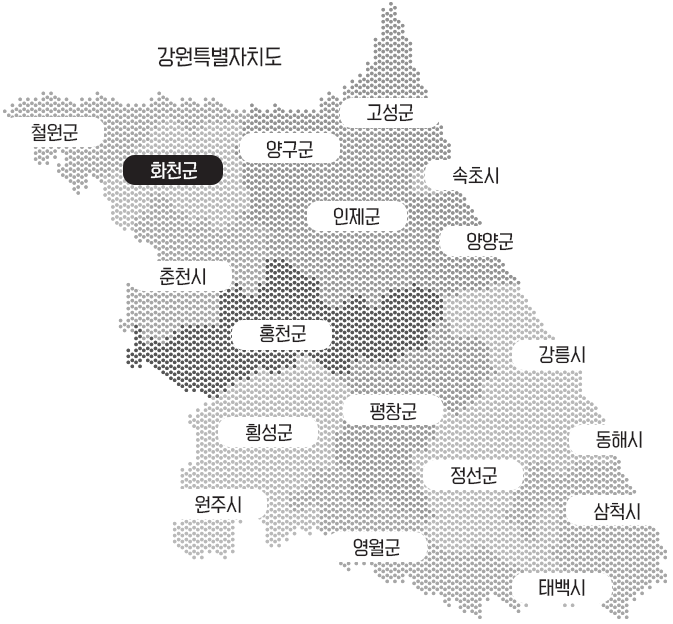 강원특별자치도
고성군
철원군
양구군
화천군
속초시
인제군
양양군
춘천시
홍천군
강릉시
평창군
횡성군
동해시
정선군
원주시
삼척시
영월군
태백시